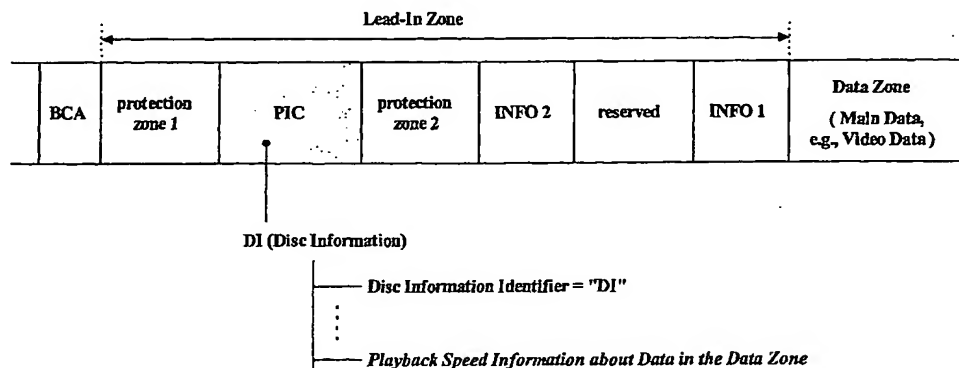 Lead-In Zone
BCA
protection
zone 1
PIC
protection
zone 2
INFO 2
reserved
INFO 1
Data Zone
( Main Data,
e.g., Video Data )
DI (Disc Information)
Disc Information Identifier = "DI"
Playback Speed Information about Data in the Data Zone